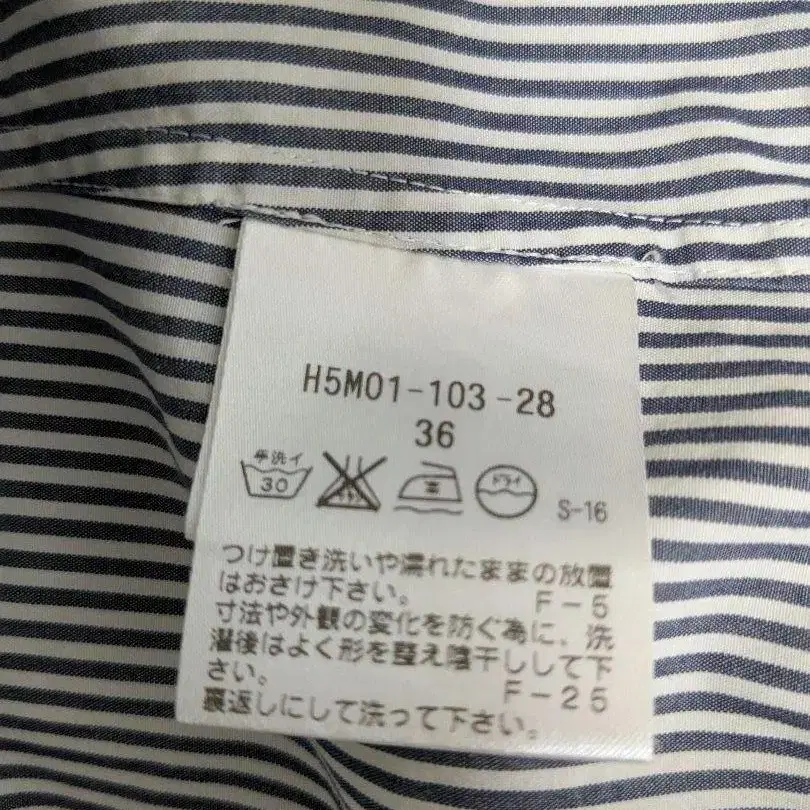 H5M01-103-28
36
手洗イ
30
ドライ
S-16
つけ置き洗いや濡れたままの放置
はおさけ下さい。 F-5
寸法や外観の変化を防ぐ為に、洗
濯後はよく形を整え陰干しして下
さい。 F-25
裏返しにして洗って下さい。